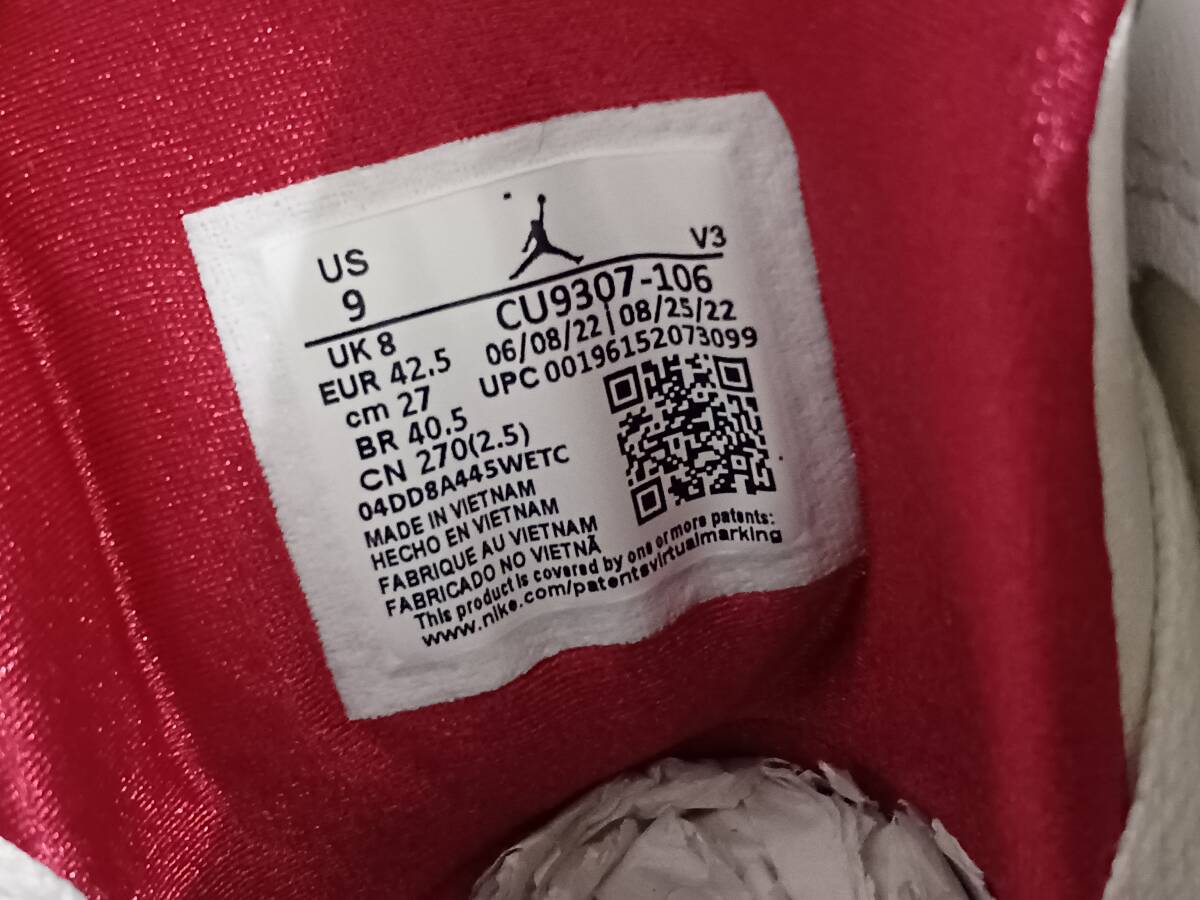 US
9
V3
CU9307-106
UK 8
06/08/22 | 08/25/22
EUR 42.5
UPC 00196152073099
cm 27
BR 40.5
CN 270(2.5)
04DD8A445WETC
MADE IN VIETNAM
HECHO EN VIETNAM
FABRIQUE AU VIETNAM
FABRICADO NO VIETNÃ
This product is covered by one or more patents:
www.nike.com/patentsvirtualmarking